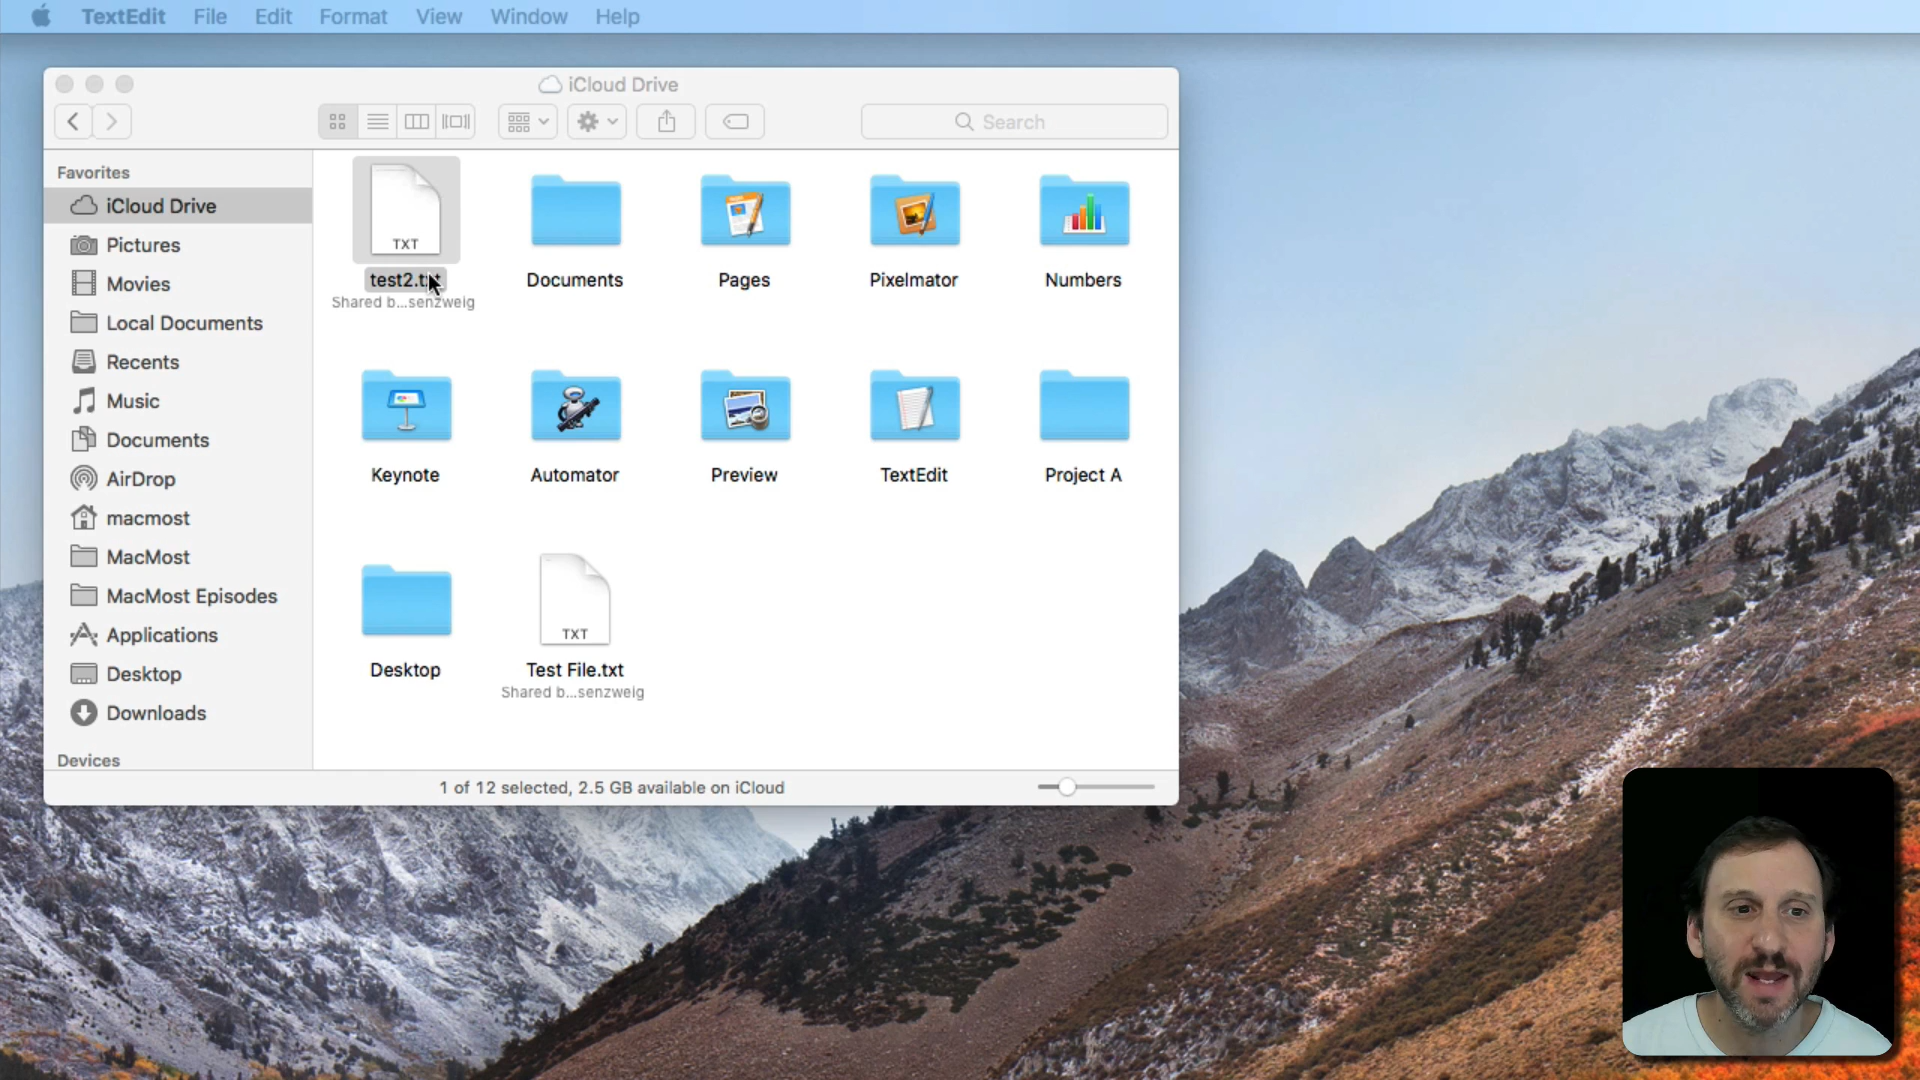 TextEdit File Edit Format View Window Help
iCloud Drive
Search
Favorites
iCloud Drive
Pictures
Movies
Local Documents
Recents
Music
Documents
AirDrop
macmost
MacMost
MacMost Episodes
Applications
Desktop
Downloads
Devices
TXT
test2.txt
Shared b...senzweig
Documents
Pages
Pixelmator
Numbers
Keynote
Automator
Preview
TextEdit
Project A
Desktop
TXT
Test File.txt
Shared b...senzweig
1 of 12 selected, 2.5 GB available on iCloud